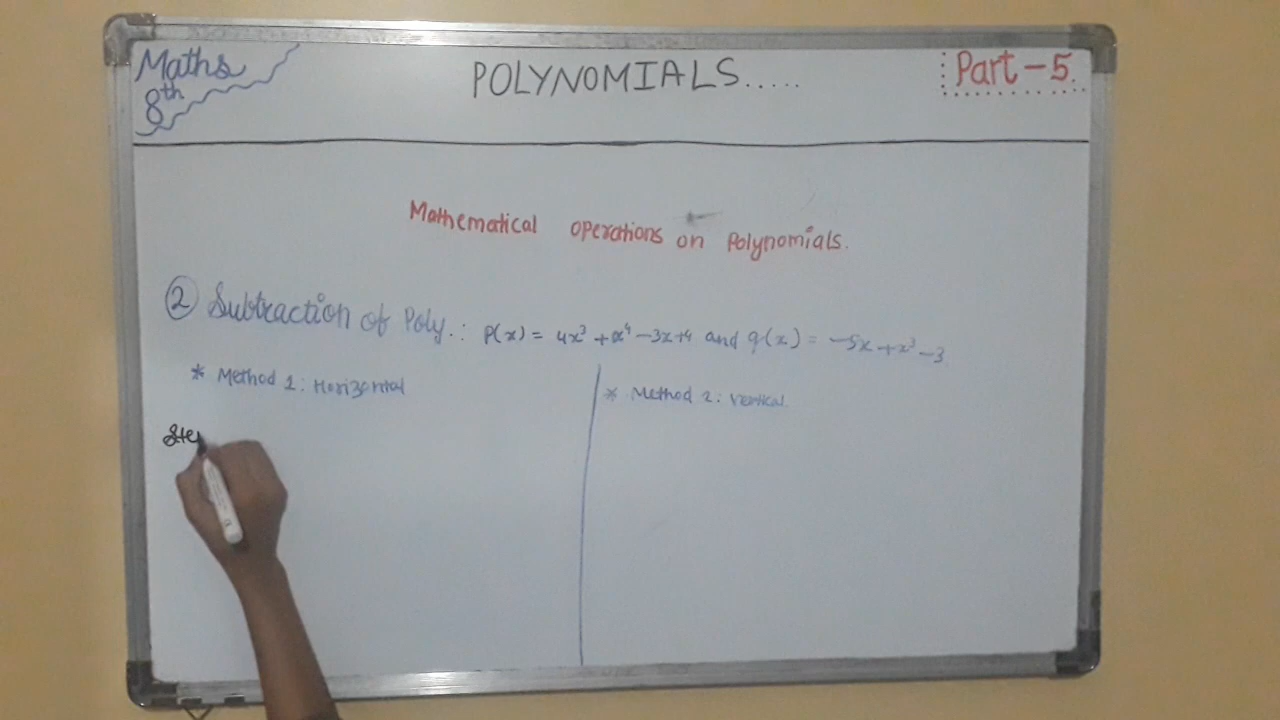 Maths
8th
POLYNOMIALS.....
Part-5
Mathematical operations on Polynomials.
② Subtraction of Poly.: P(x) = 4x³ + x⁴ - 3x + 4 and q(x) = -5x + x³ - 3
* Method 1: Horizontal
* Method 2: Vertical.
Ste